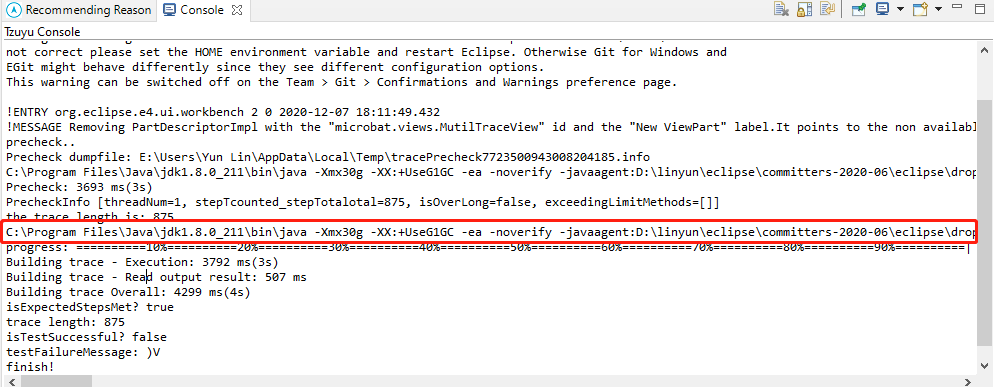 Recommending Reason Console
Tzuyu Console
not correct please set the HOME environment variable and restart Eclipse. Otherwise Git for Windows and
EGit might behave differently since they see different configuration options.
This warning can be switched off on the Team > Git > Confirmations and Warnings preference page.
!ENTRY org.eclipse.e4.ui.workbench 2 0 2020-12-07 18:11:49.432
!MESSAGE Removing PartDescriptorImpl with the "microbat.views.MutilTraceView" id and the "New ViewPart" label.It points to the non availabl
precheck..
Precheck dumpfile: E:\Users\Yun Lin\AppData\Local\Temp\tracePrecheck7723500943008204185.info
C:\Program Files\Java\jdk1.8.0_211\bin\java -Xmx30g -XX:+UseG1GC -ea -noverify -javaagent:D:\linyun\eclipse\committers-2020-06\eclipse\drop
Precheck: 3693 ms(3s)
PrecheckInfo [threadNum=1, stepTcounted_stepTotalotal=875, isOverLong=false, exceedingLimitMethods=[]]
the trace length is: 875
C:\Program Files\Java\jdk1.8.0_211\bin\java -Xmx30g -XX:+UseG1GC -ea -noverify -javaagent:D:\linyun\eclipse\committers-2020-06\eclipse\drop
progress: ==========10%==========20%==========30%==========40%==========50%==========60%==========70%==========80%==========90%==========|
Building trace - Execution: 3792 ms(3s)
Building trace - Read output result: 507 ms
Building trace Overall: 4299 ms(4s)
isExpectedStepsMet? true
trace length: 875
isTestSuccessful? false
testFailureMessage: )V
finish!